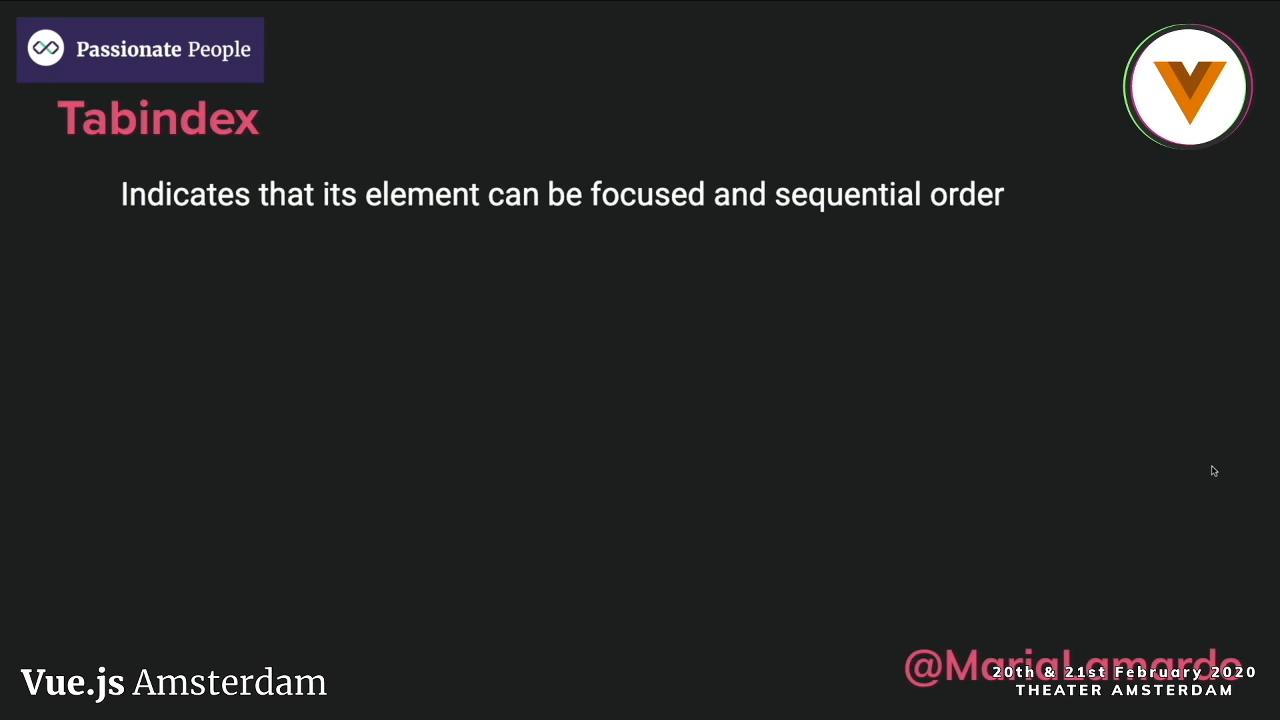 Passionate People
Tabindex
Indicates that its element can be focused and sequential order
@MariaLamardo
20th & 21st February 2020
THEATER AMSTERDAM
Vue.js Amsterdam